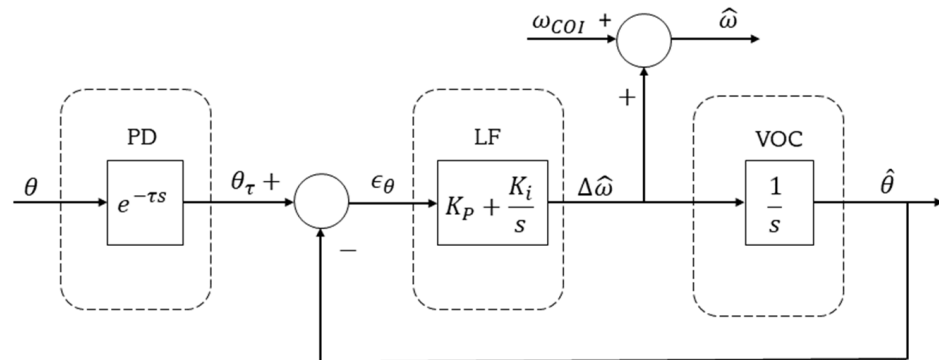 ω_COI +
ω̂
+
PD
LF
VOC
θ
e^{-τs}
θ_τ +
ϵ_θ
K_P + K_i/s
Δω̂
1/s
θ̂
−